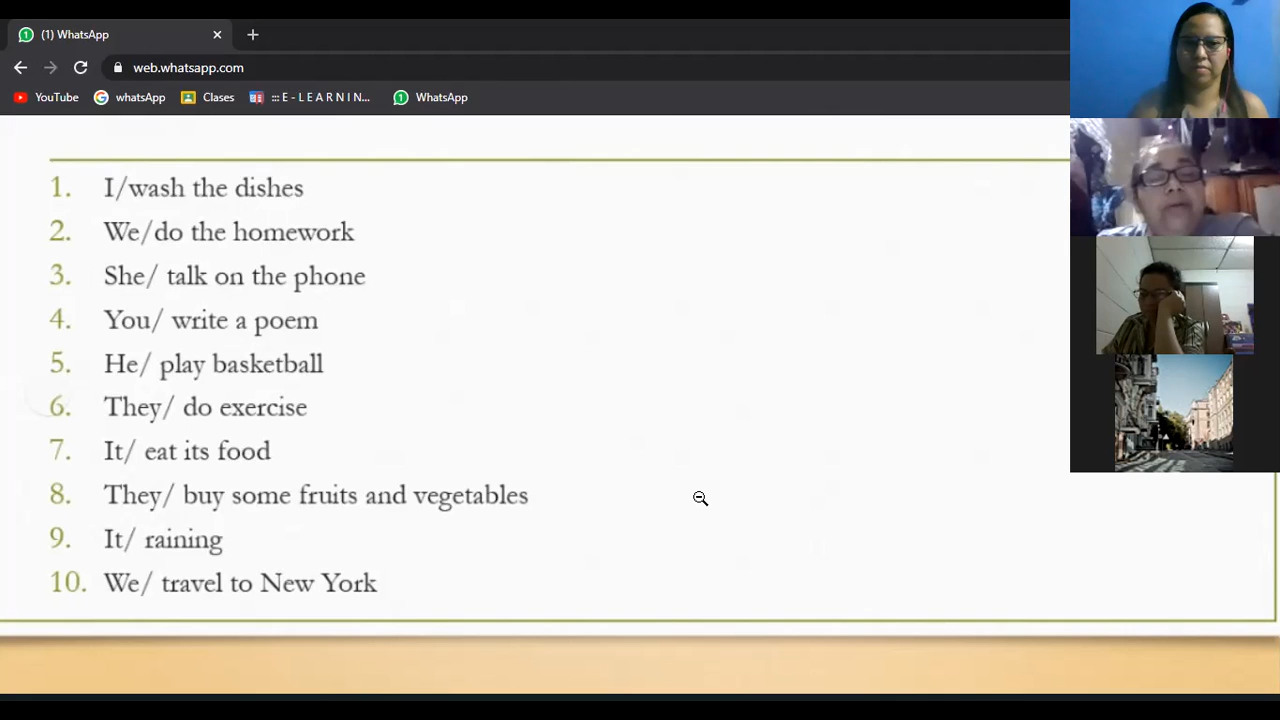 (1) WhatsApp
web.whatsapp.com
YouTube whatsApp Clases ::: E - L E A R N I N... WhatsApp
1. I/wash the dishes
2. We/do the homework
3. She/ talk on the phone
4. You/ write a poem
5. He/ play basketball
6. They/ do exercise
7. It/ eat its food
8. They/ buy some fruits and vegetables
9. It/ raining
10. We/ travel to New York